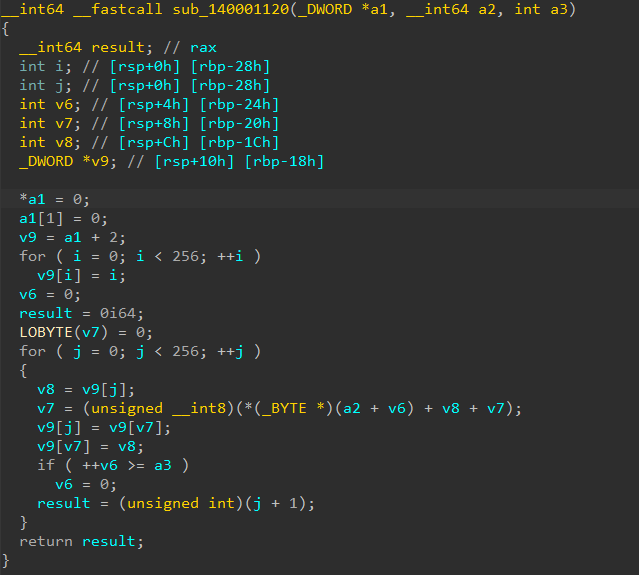 __int64 __fastcall sub_140001120(_DWORD *a1, __int64 a2, int a3)
{
  __int64 result; // rax
  int i; // [rsp+0h] [rbp-28h]
  int j; // [rsp+0h] [rbp-28h]
  int v6; // [rsp+4h] [rbp-24h]
  int v7; // [rsp+8h] [rbp-20h]
  int v8; // [rsp+Ch] [rbp-1Ch]
  _DWORD *v9; // [rsp+10h] [rbp-18h]

  *a1 = 0;
  a1[1] = 0;
  v9 = a1 + 2;
  for ( i = 0; i < 256; ++i )
    v9[i] = i;
  v6 = 0;
  result = 0i64;
  LOBYTE(v7) = 0;
  for ( j = 0; j < 256; ++j )
  {
    v8 = v9[j];
    v7 = (unsigned __int8)(*(_BYTE *)(a2 + v6) + v8 + v7);
    v9[j] = v9[v7];
    v9[v7] = v8;
    if ( ++v6 >= a3 )
      v6 = 0;
    result = (unsigned int)(j + 1);
  }
  return result;
}